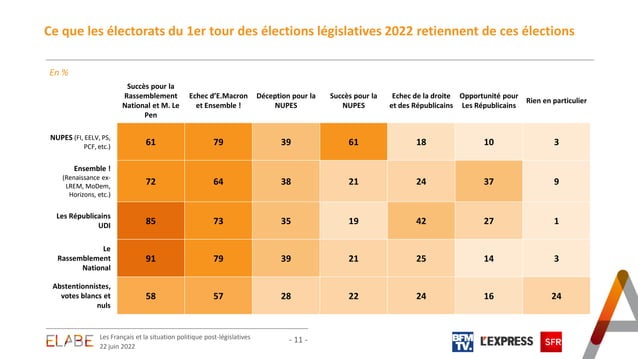 Ce que les électorats du 1er tour des élections législatives 2022 retiennent de ces élections
En %
Succès pour la Rassemblement National et M. Le Pen
Echec d'E.Macron et Ensemble !
Déception pour la NUPES
Succès pour la NUPES
Echec de la droite et des Républicains
Opportunité pour Les Républicains
Rien en particulier
NUPES (FI, EELV, PS, PCF, etc.) 61 79 39 61 18 10 3
Ensemble ! (Renaissance ex-LREM, MoDem, Horizons, etc.) 72 64 38 21 24 37 9
Les Républicains UDI 85 73 35 19 42 27 1
Le Rassemblement National 91 79 39 21 25 14 3
Abstentionnistes, votes blancs et nuls 58 57 28 22 24 16 24
ELABE
Les Français et la situation politique post-législatives
22 juin 2022
- 11 -
BFM TV.
L'EXPRESS
SFR